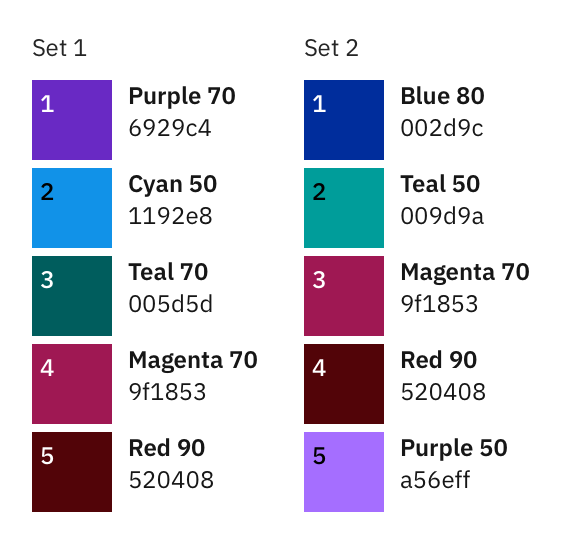 Set 1
1
Purple 70
6929c4
2
Cyan 50
1192e8
3
Teal 70
005d5d
4
Magenta 70
9f1853
5
Red 90
520408
Set 2
1
Blue 80
002d9c
2
Teal 50
009d9a
3
Magenta 70
9f1853
4
Red 90
520408
5
Purple 50
a56eff